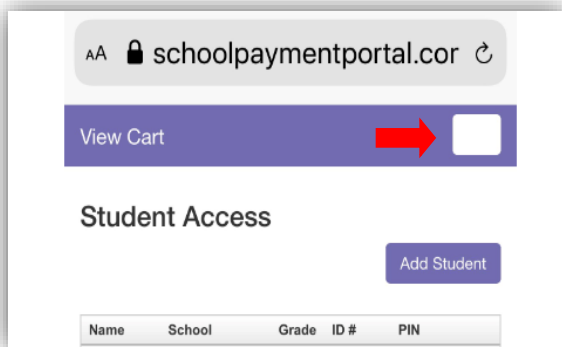 AA schoolpaymentportal.cor
View Cart
Student Access
Add Student
Name School Grade ID # PIN